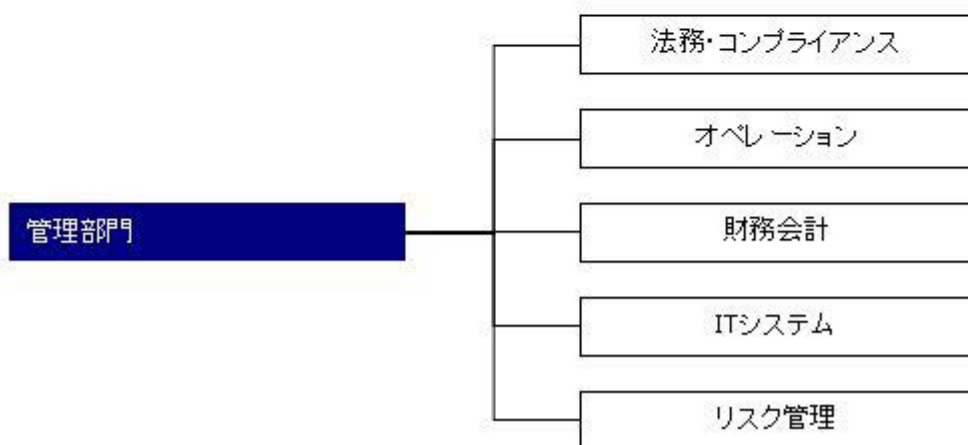 法務・コンプライアンス
オペレーション
管理部門
財務会計
ITシステム
リスク管理